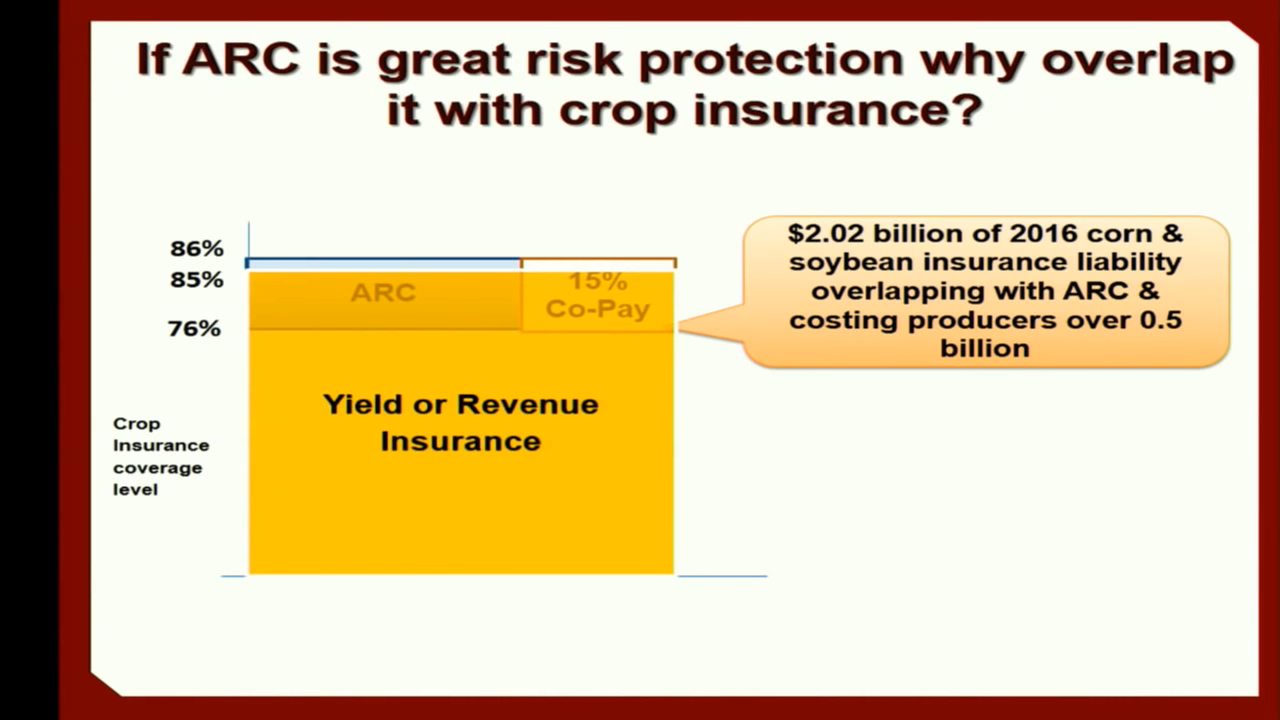 If ARC is great risk protection why overlap
it with crop insurance?
86%
85%
76%
ARC
15%
Co-Pay
Yield or Revenue
Insurance
Crop
Insurance
coverage
level
$2.02 billion of 2016 corn &
soybean insurance liability
overlapping with ARC &
costing producers over 0.5
billion